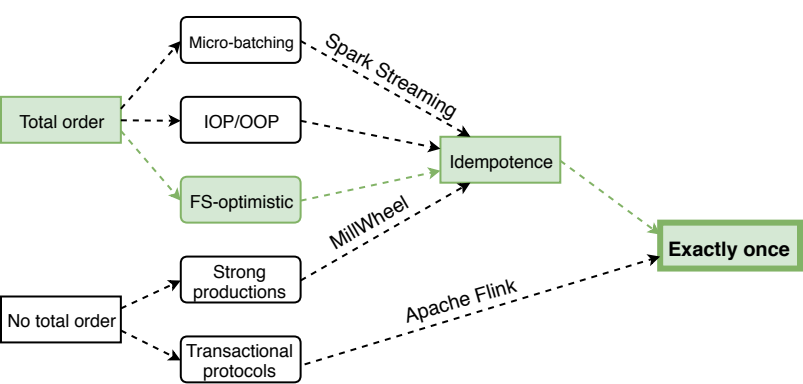 Micro-batching
Spark Streaming
Total order
IOP/OOP
Idempotence
FS-optimistic
MillWheel
Exactly once
Strong
productions
Apache Flink
No total order
Transactional
protocols